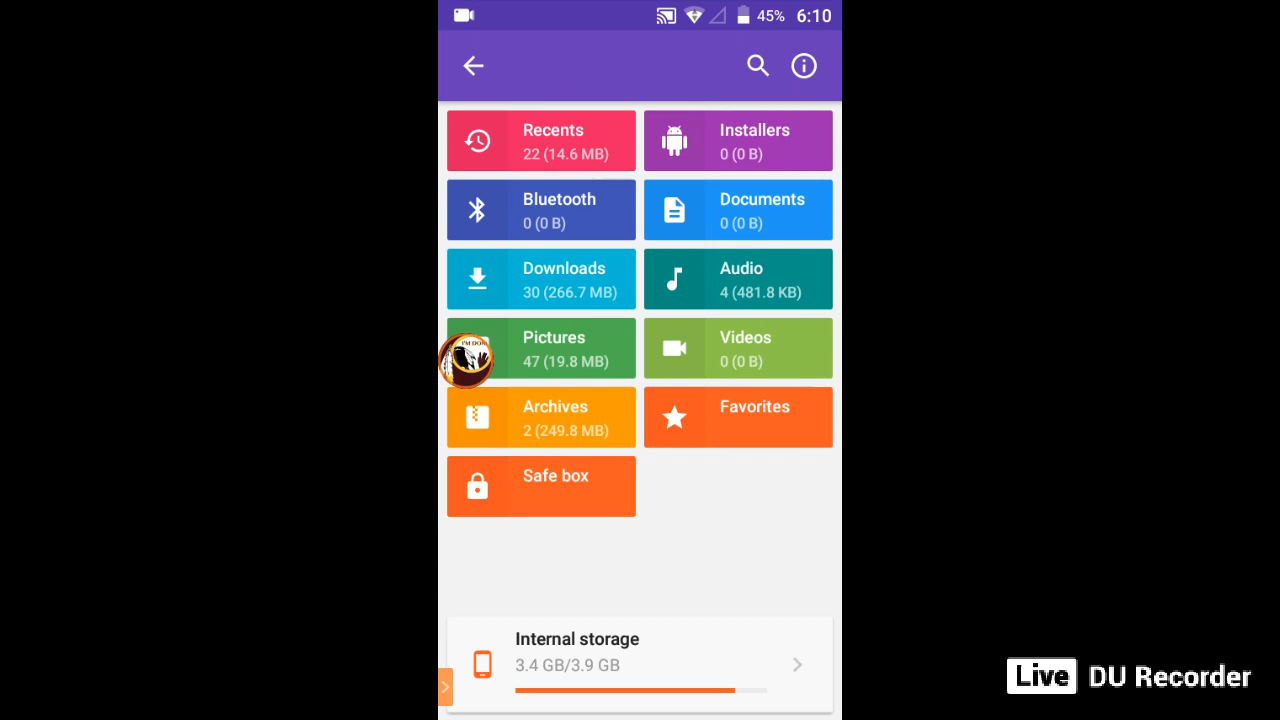 45% 6:10
Recents
22 (14.6 MB)
Installers
0 (0 B)
Bluetooth
0 (0 B)
Documents
0 (0 B)
Downloads
30 (266.7 MB)
Audio
4 (481.8 KB)
Pictures
47 (19.8 MB)
Videos
0 (0 B)
I'M DON
Archives
2 (249.8 MB)
Favorites
Safe box
Internal storage
3.4 GB/3.9 GB
Live DU Recorder